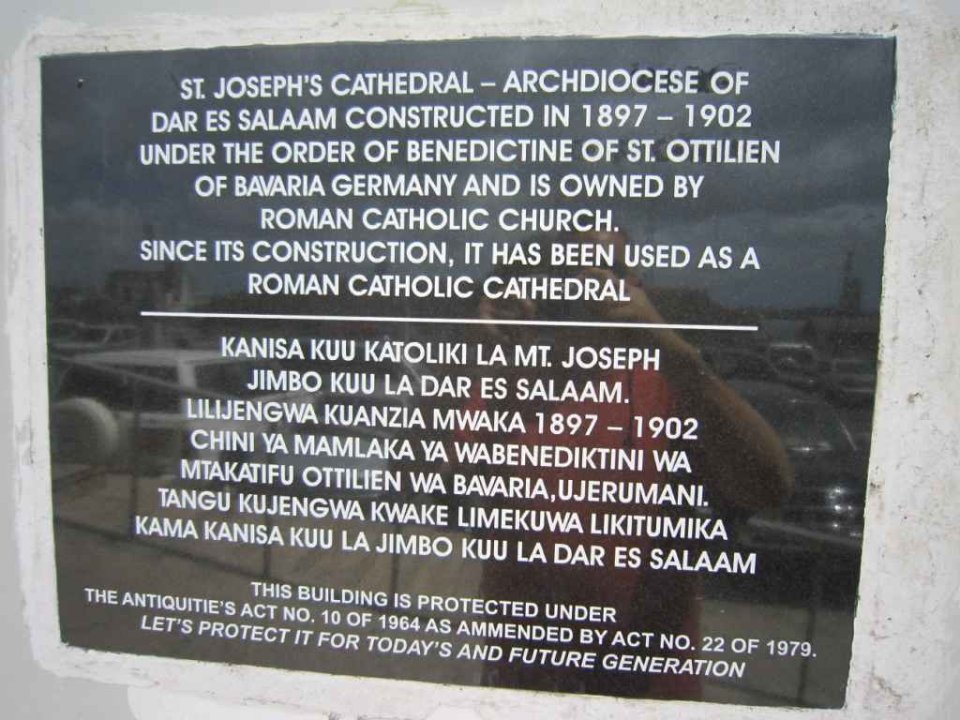 ST. JOSEPH'S CATHEDRAL – ARCHDIOCESE OF
DAR ES SALAAM CONSTRUCTED IN 1897 – 1902
UNDER THE ORDER OF BENEDICTINE OF ST. OTTILIEN
OF BAVARIA GERMANY AND IS OWNED BY
ROMAN CATHOLIC CHURCH.
SINCE ITS CONSTRUCTION, IT HAS BEEN USED AS A
ROMAN CATHOLIC CATHEDRAL
KANISA KUU KATOLIKI LA MT. JOSEPH
JIMBO KUU LA DAR ES SALAAM.
LILIJENGWA KUANZIA MWAKA 1897 – 1902
CHINI YA MAMLAKA YA WABENEDIKTINI WA
MTAKATIFU OTTILIEN WA BAVARIA,UJERUMANI.
TANGU KUJENGWA KWAKE LIMEKUWA LIKITUMIKA
KAMA KANISA KUU LA JIMBO KUU LA DAR ES SALAAM
THIS BUILDING IS PROTECTED UNDER
THE ANTIQUITIE'S ACT NO. 10 OF 1964 AS AMMENDED BY ACT NO. 22 OF 1979.
LET'S PROTECT IT FOR TODAY'S AND FUTURE GENERATION